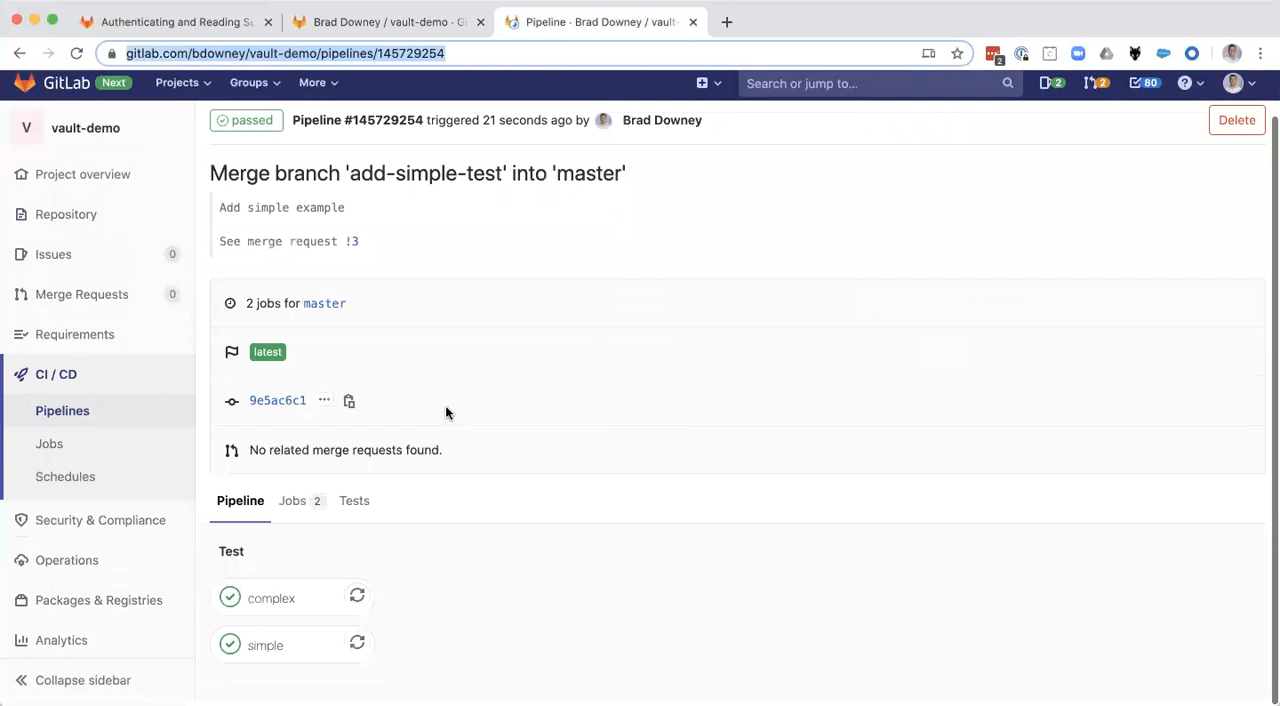 Authenticating and Reading Se
Brad Downey / vault-demo · Gi
Pipeline · Brad Downey / vault-
gitlab.com/bdowney/vault-demo/pipelines/145729254
2
GitLab Next Projects Groups More Search or jump to... 2 2 80 ?
V vault-demo
Project overview
Repository
Issues 0
Merge Requests 0
Requirements
CI / CD
Pipelines
Jobs
Schedules
Security & Compliance
Operations
Packages & Registries
Analytics
Collapse sidebar
passed Pipeline #145729254 triggered 21 seconds ago by Brad Downey Delete
Merge branch 'add-simple-test' into 'master'
Add simple example
See merge request !3
2 jobs for master
latest
9e5ac6c1 ...
No related merge requests found.
Pipeline Jobs 2 Tests
Test
complex
simple